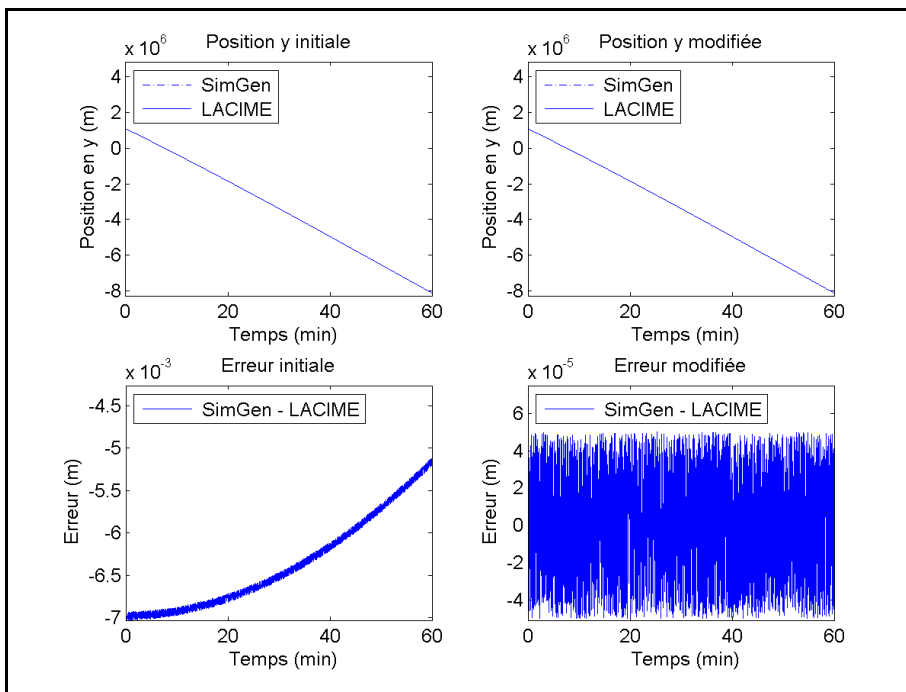 Position y initiale
x 10^6
SimGen
LACIME
4
2
0
-2
-4
-6
-8
Position en y (m)
0
20
40
60
Temps (min)
Position y modifiée
x 10^6
SimGen
LACIME
4
2
0
-2
-4
-6
-8
Position en y (m)
0
20
40
60
Temps (min)
Erreur initiale
x 10^-3
SimGen - LACIME
-4.5
-5
-5.5
-6
-6.5
-7
Erreur (m)
0
20
40
60
Temps (min)
Erreur modifiée
x 10^-5
SimGen - LACIME
6
4
2
0
-2
-4
Erreur (m)
0
20
40
60
Temps (min)